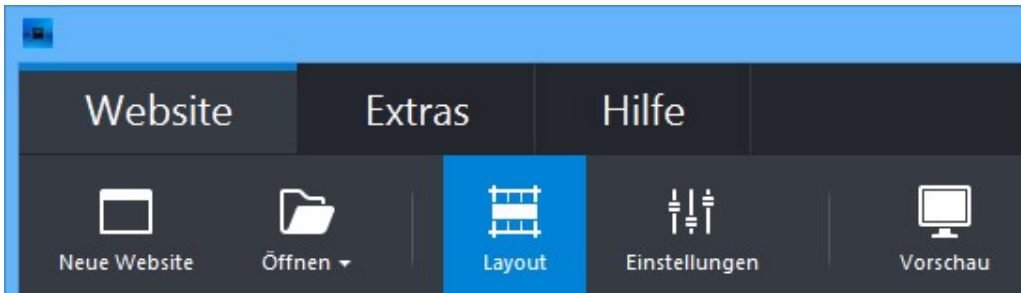 Website Extras Hilfe
Neue Website Öffnen Layout Einstellungen Vorschau